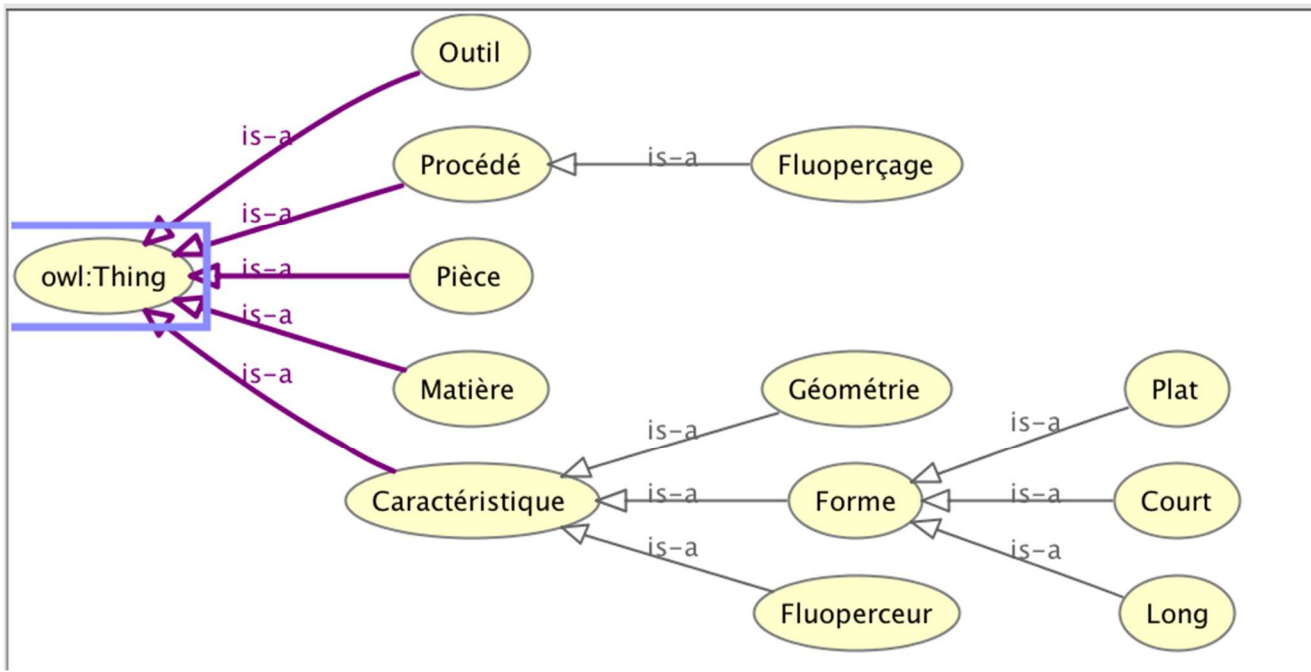 Outil
is-a
Procédé
is-a
Fluoperçage
is-a
owl:Thing
is-a
Pièce
is-a
Matière
Géométrie
Plat
is-a
is-a
is-a
Caractéristique
is-a
Forme
is-a
Court
is-a
is-a
Fluoperceur
Long